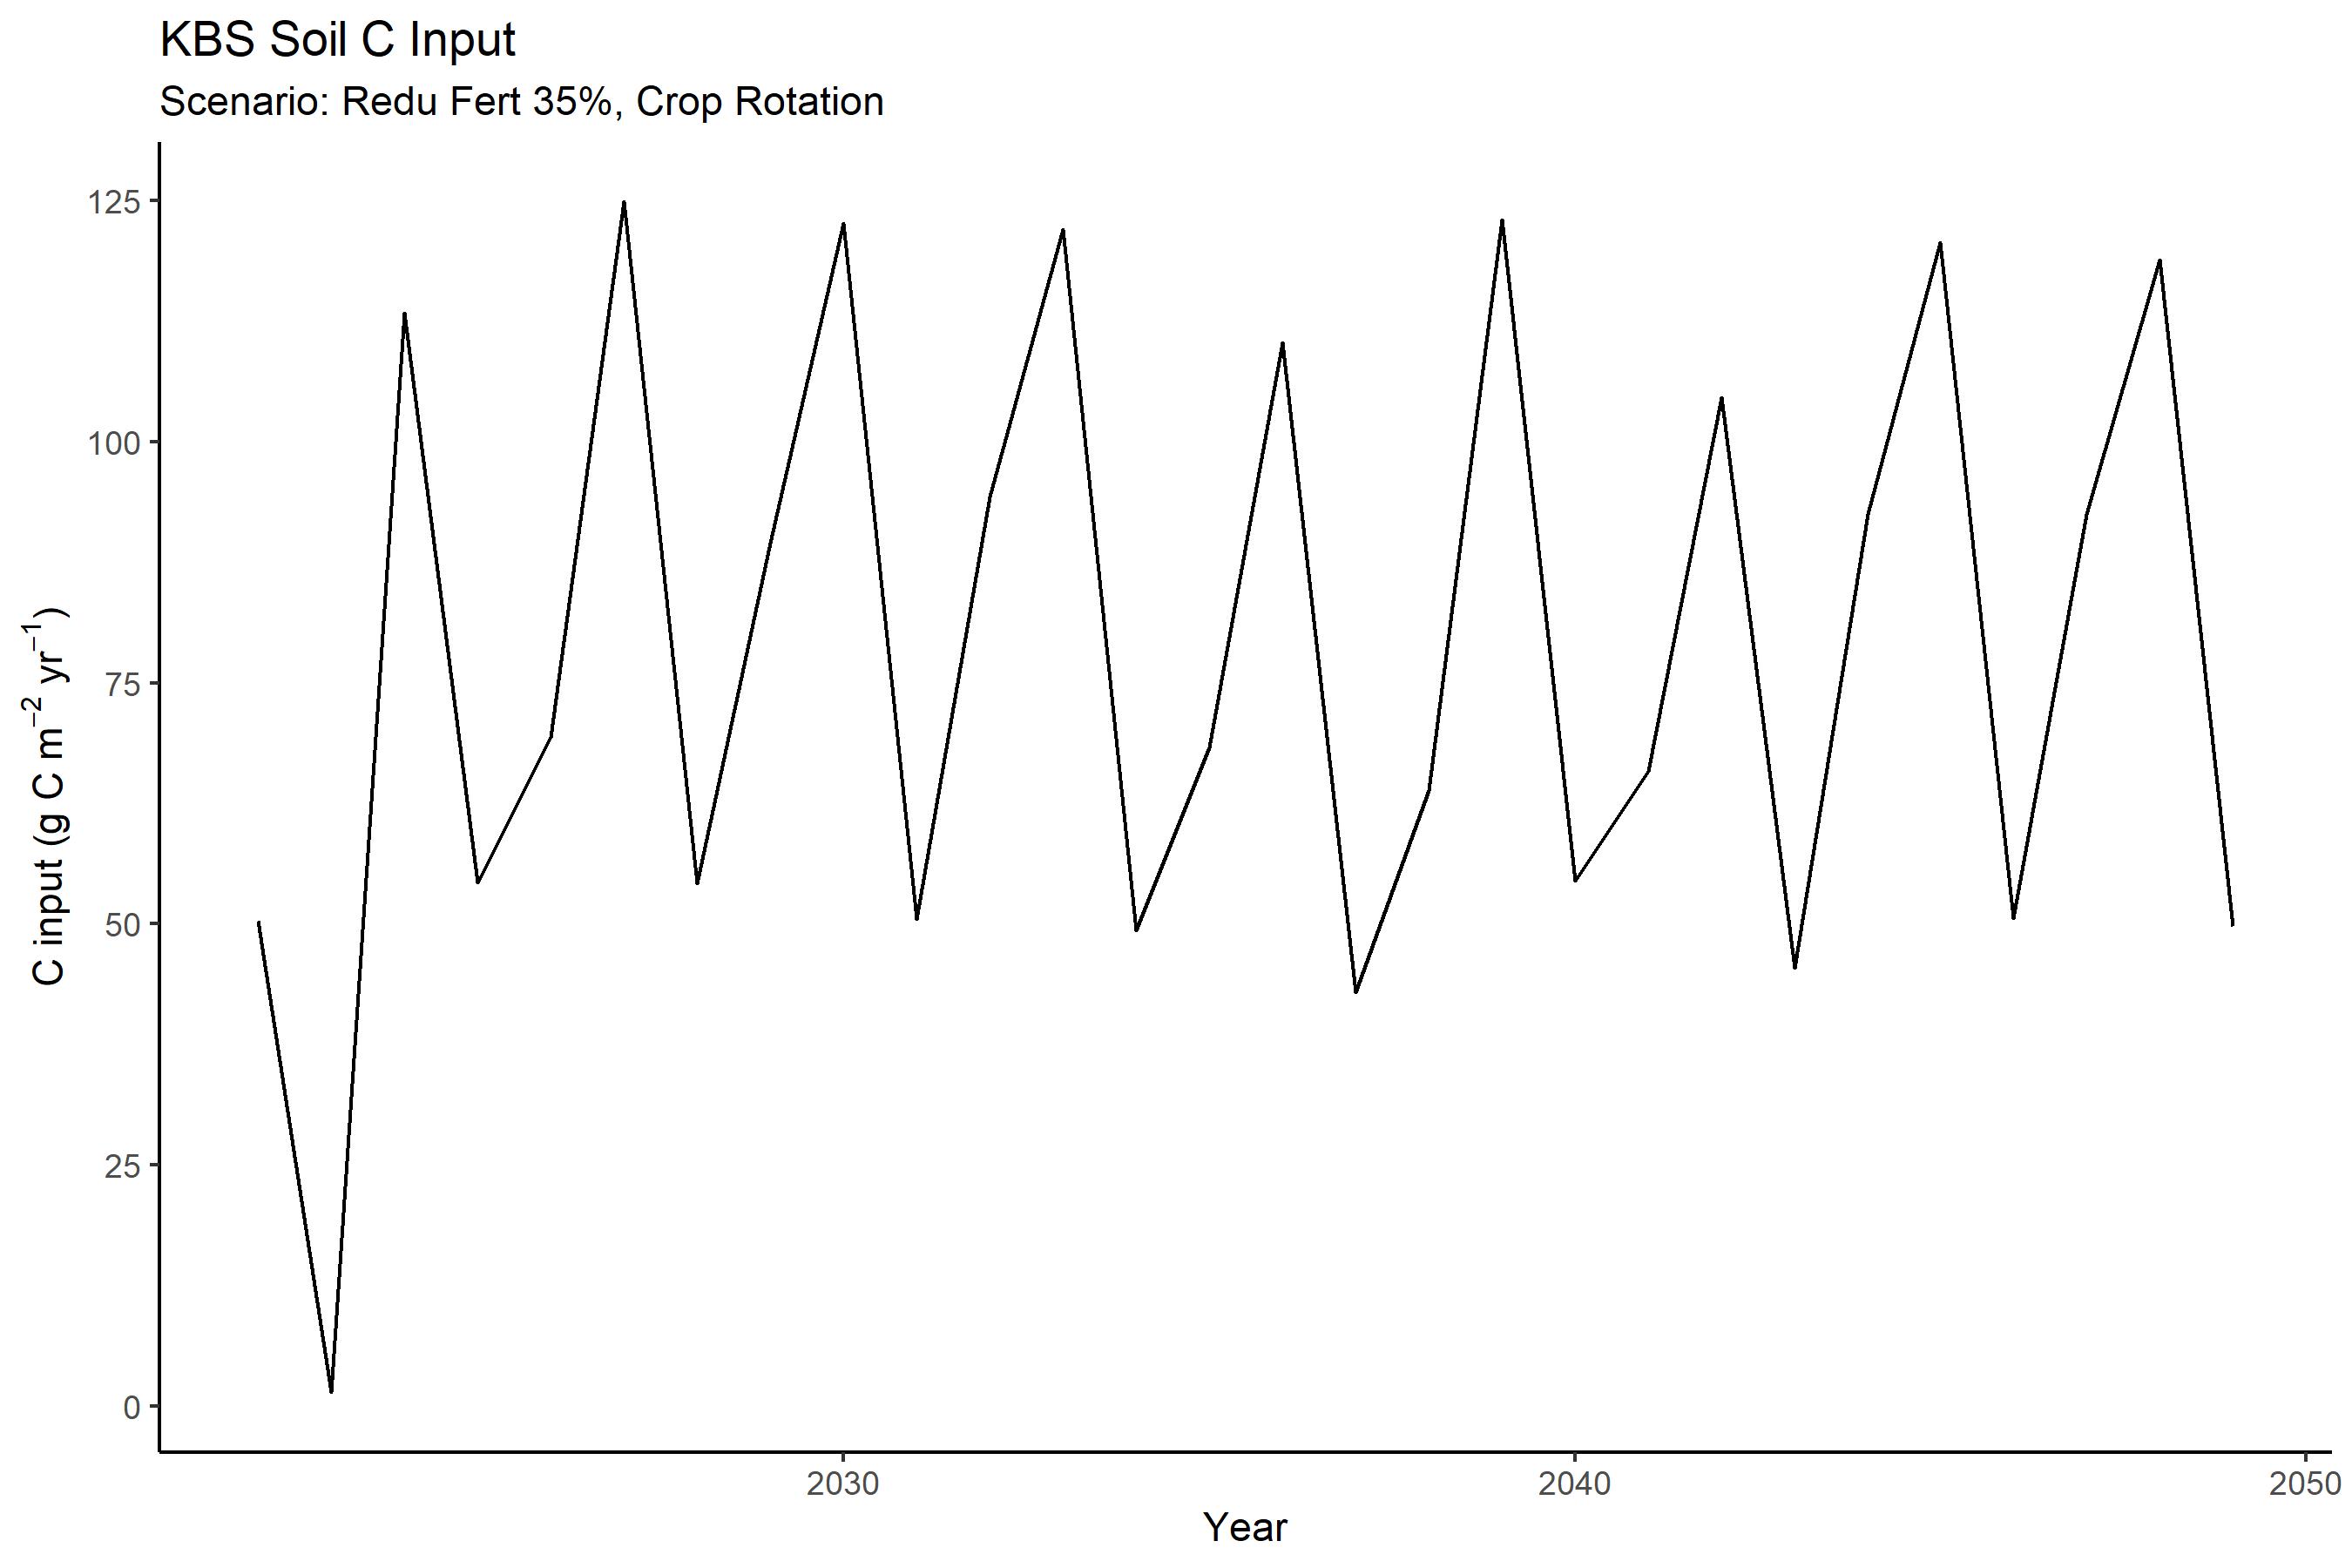 KBS Soil C Input
Scenario: Redu Fert 35%, Crop Rotation
C input (g C m⁻² yr⁻¹)
125
100
75
50
25
0
2030
2040
2050
Year